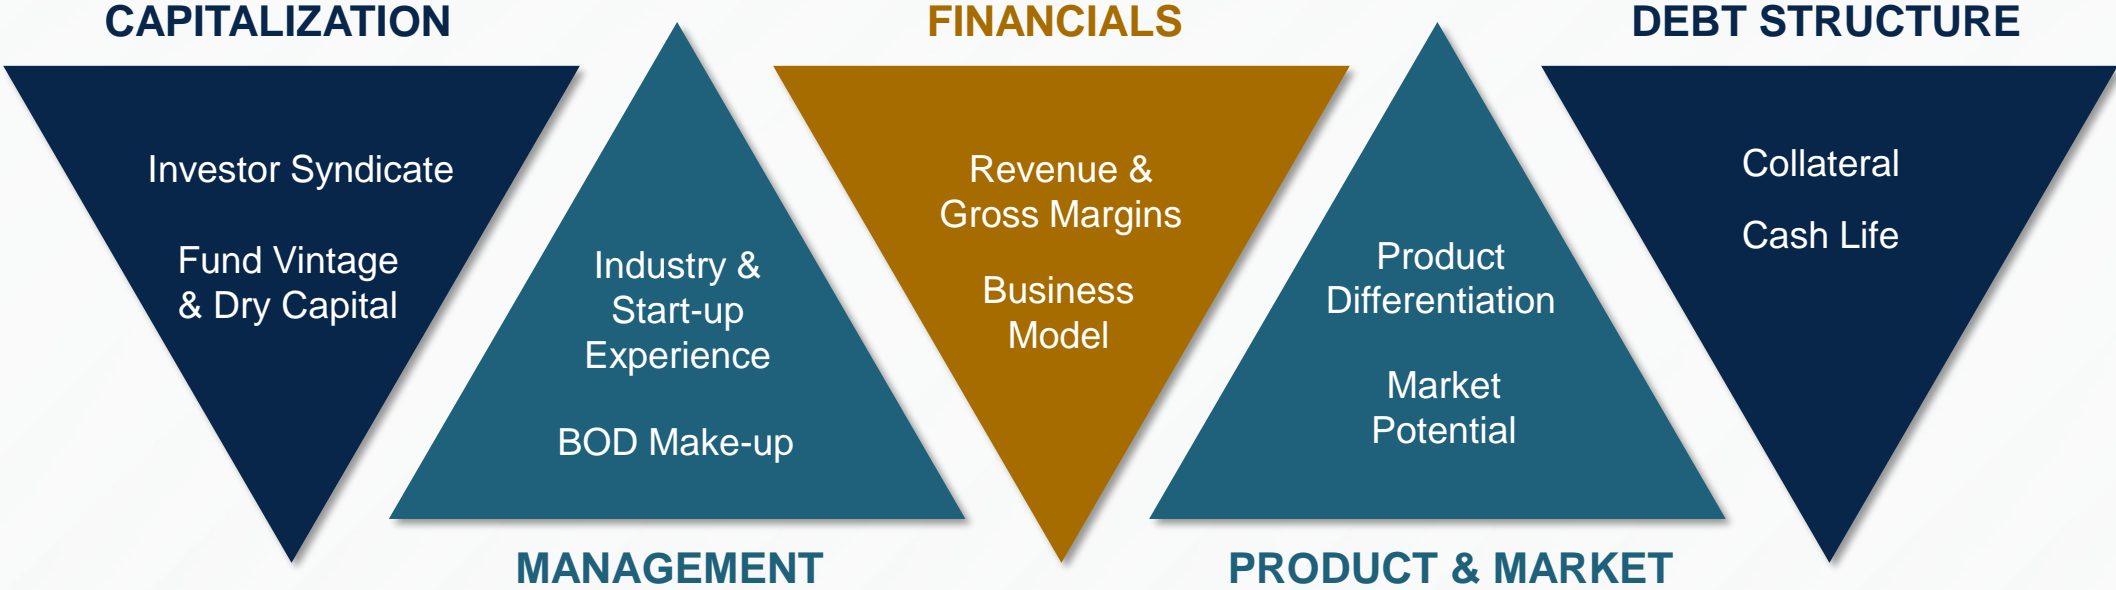 CAPITALIZATION
Investor Syndicate
Fund Vintage
& Dry Capital
Industry &
Start-up
Experience
BOD Make-up
MANAGEMENT
FINANCIALS
Revenue &
Gross Margins
Business
Model
Product
Differentiation
Market
Potential
PRODUCT & MARKET
DEBT STRUCTURE
Collateral
Cash Life